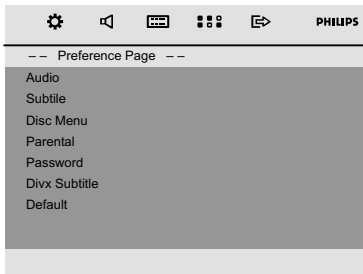 PHILIPS
-- Preference Page --
Audio
Subtile
Disc Menu
Parental
Password
Divx Subtitle
Default